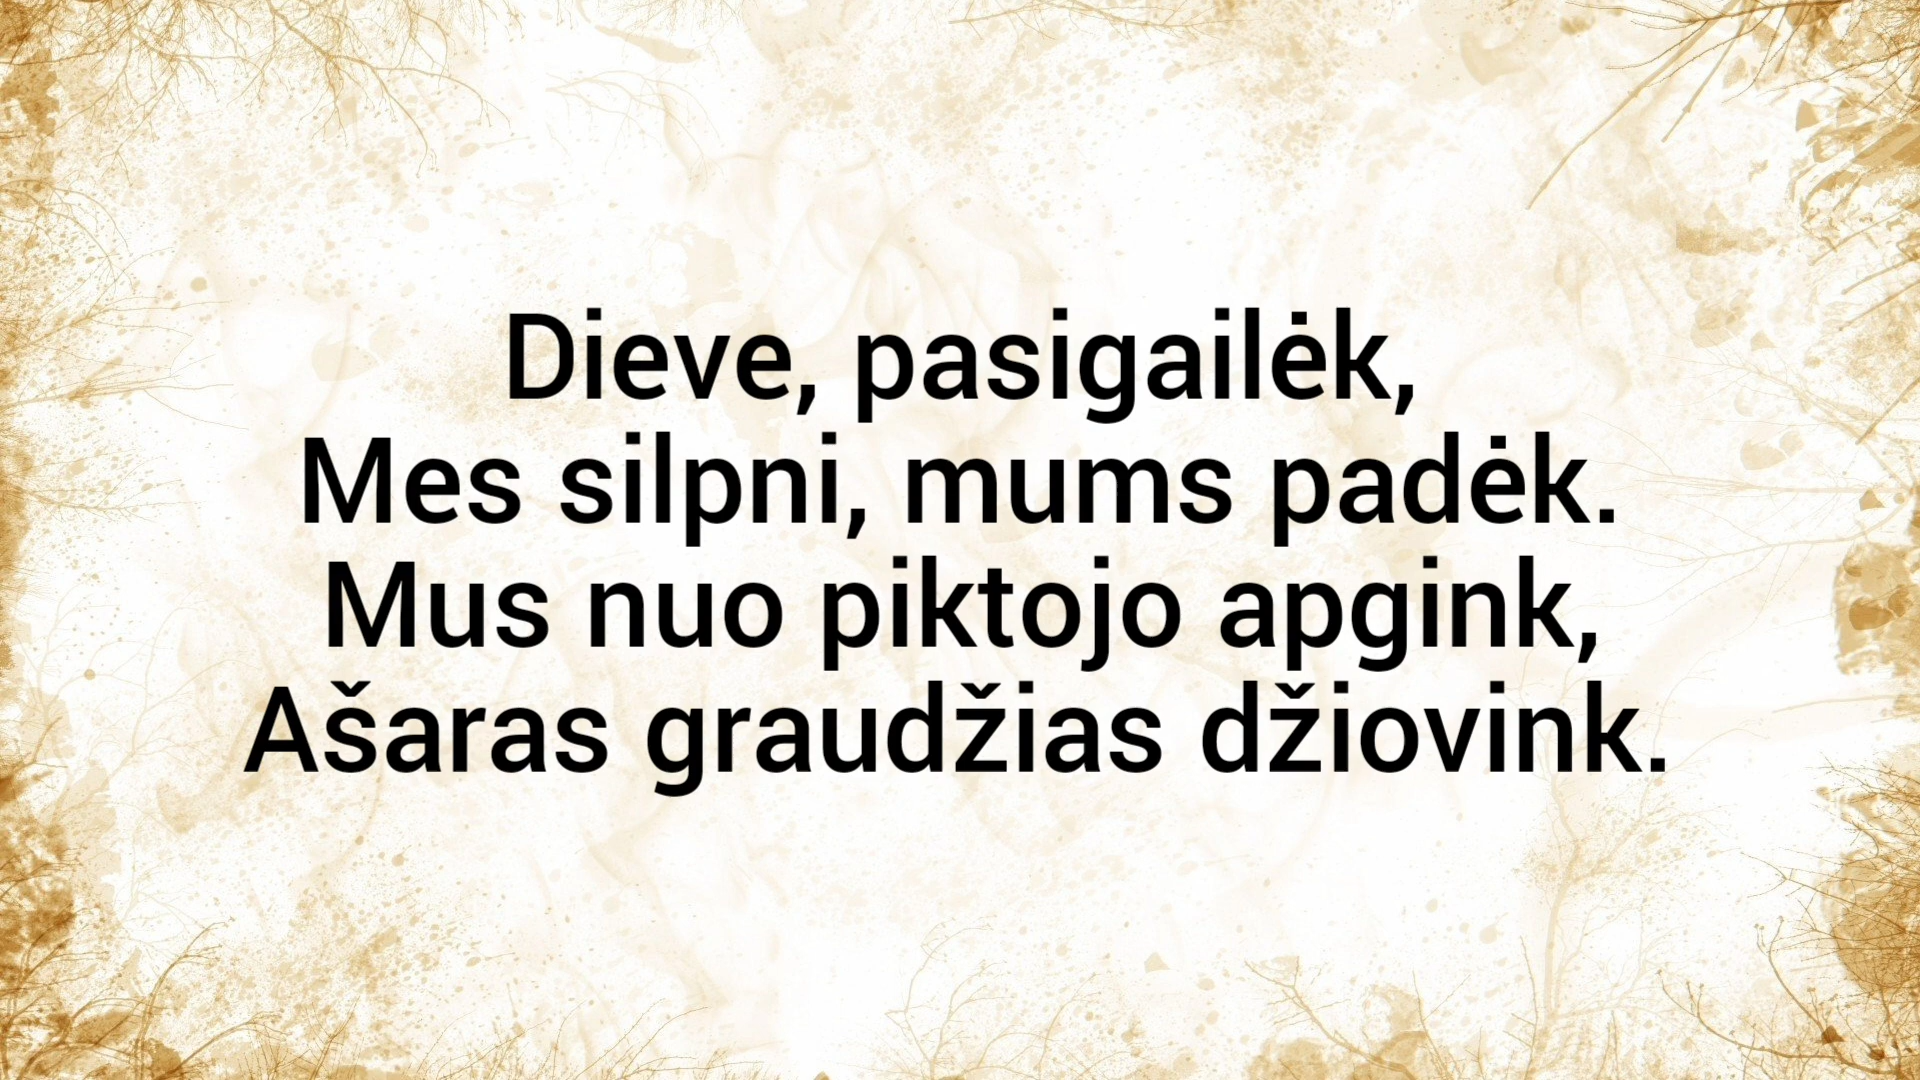 Dieve, pasigailėk,
Mes silpni, mums padėk.
Mus nuo piktojo apgink,
Ašaras graudžias džiovink.